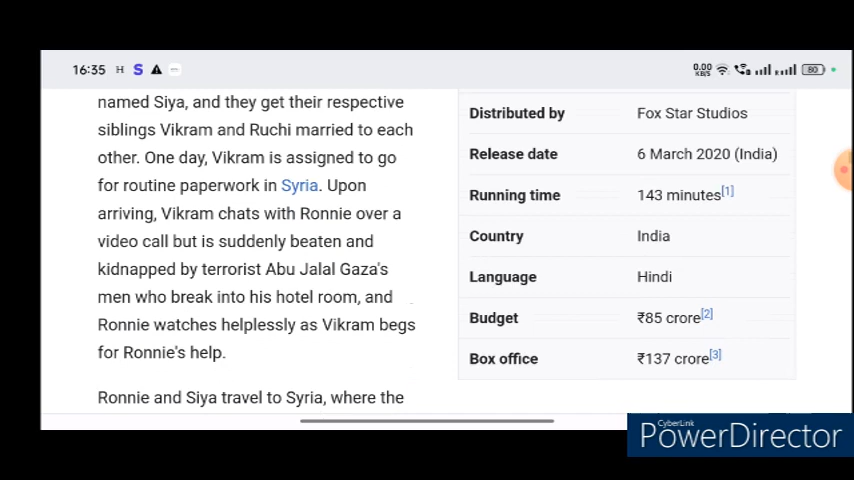 16:35 H S
0.00 KB/S 80
named Siya, and they get their respective
siblings Vikram and Ruchi married to each
other. One day, Vikram is assigned to go
for routine paperwork in Syria. Upon
arriving, Vikram chats with Ronnie over a
video call but is suddenly beaten and
kidnapped by terrorist Abu Jalal Gaza's
men who break into his hotel room, and
Ronnie watches helplessly as Vikram begs
for Ronnie's help.
Ronnie and Siya travel to Syria, where the
Distributed by Fox Star Studios
Release date 6 March 2020 (India)
Running time 143 minutes[1]
Country India
Language Hindi
Budget ₹85 crore[2]
Box office ₹137 crore[3]
CyberLink
PowerDirector